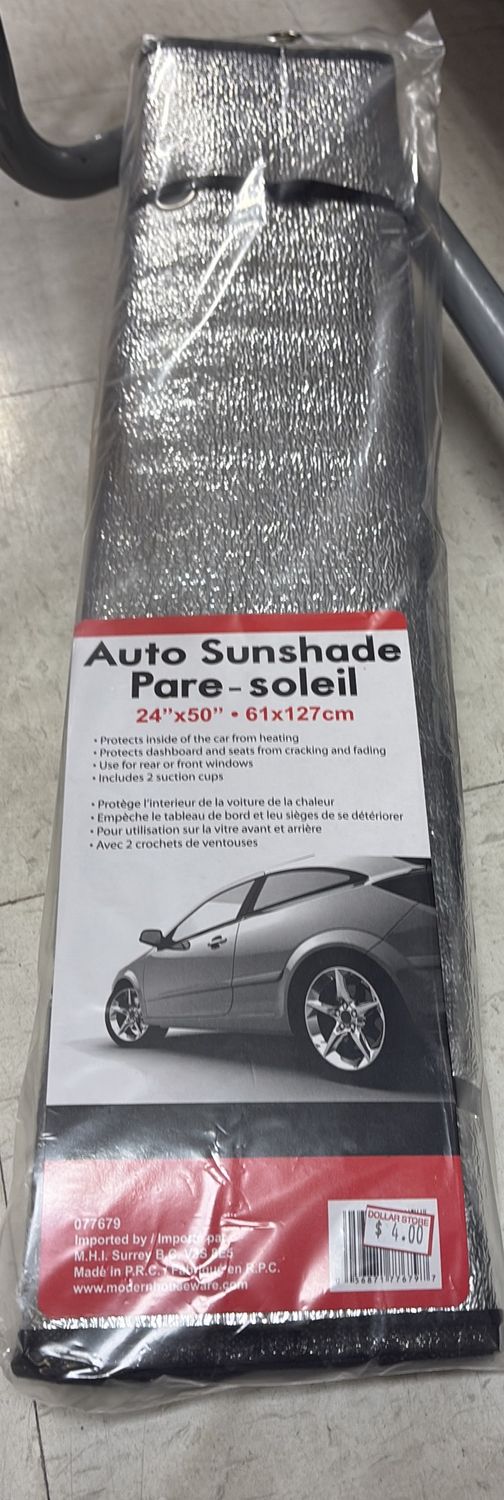 Auto Sunshade
Pare-soleil
24"x50" • 61x127cm
• Protects inside of the car from heating
• Protects dashboard and seats from cracking and fading
• Use for rear or front windows
• Includes 2 suction cups
• Protège l'interieur de la voiture de la chaleur
• Empêche le tableau de bord et leu sièges de se détériorer
• Pour utilisation sur la vitre avant et arrière
• Avec 2 crochets de ventouses
077679
Imported by / Importé par
M.H.I. Surrey B.C.
Made in P.R.C. / Fabriqué en R.P.C.
www.modernhouseware.com
DOLLAR STORE
$ 4.00